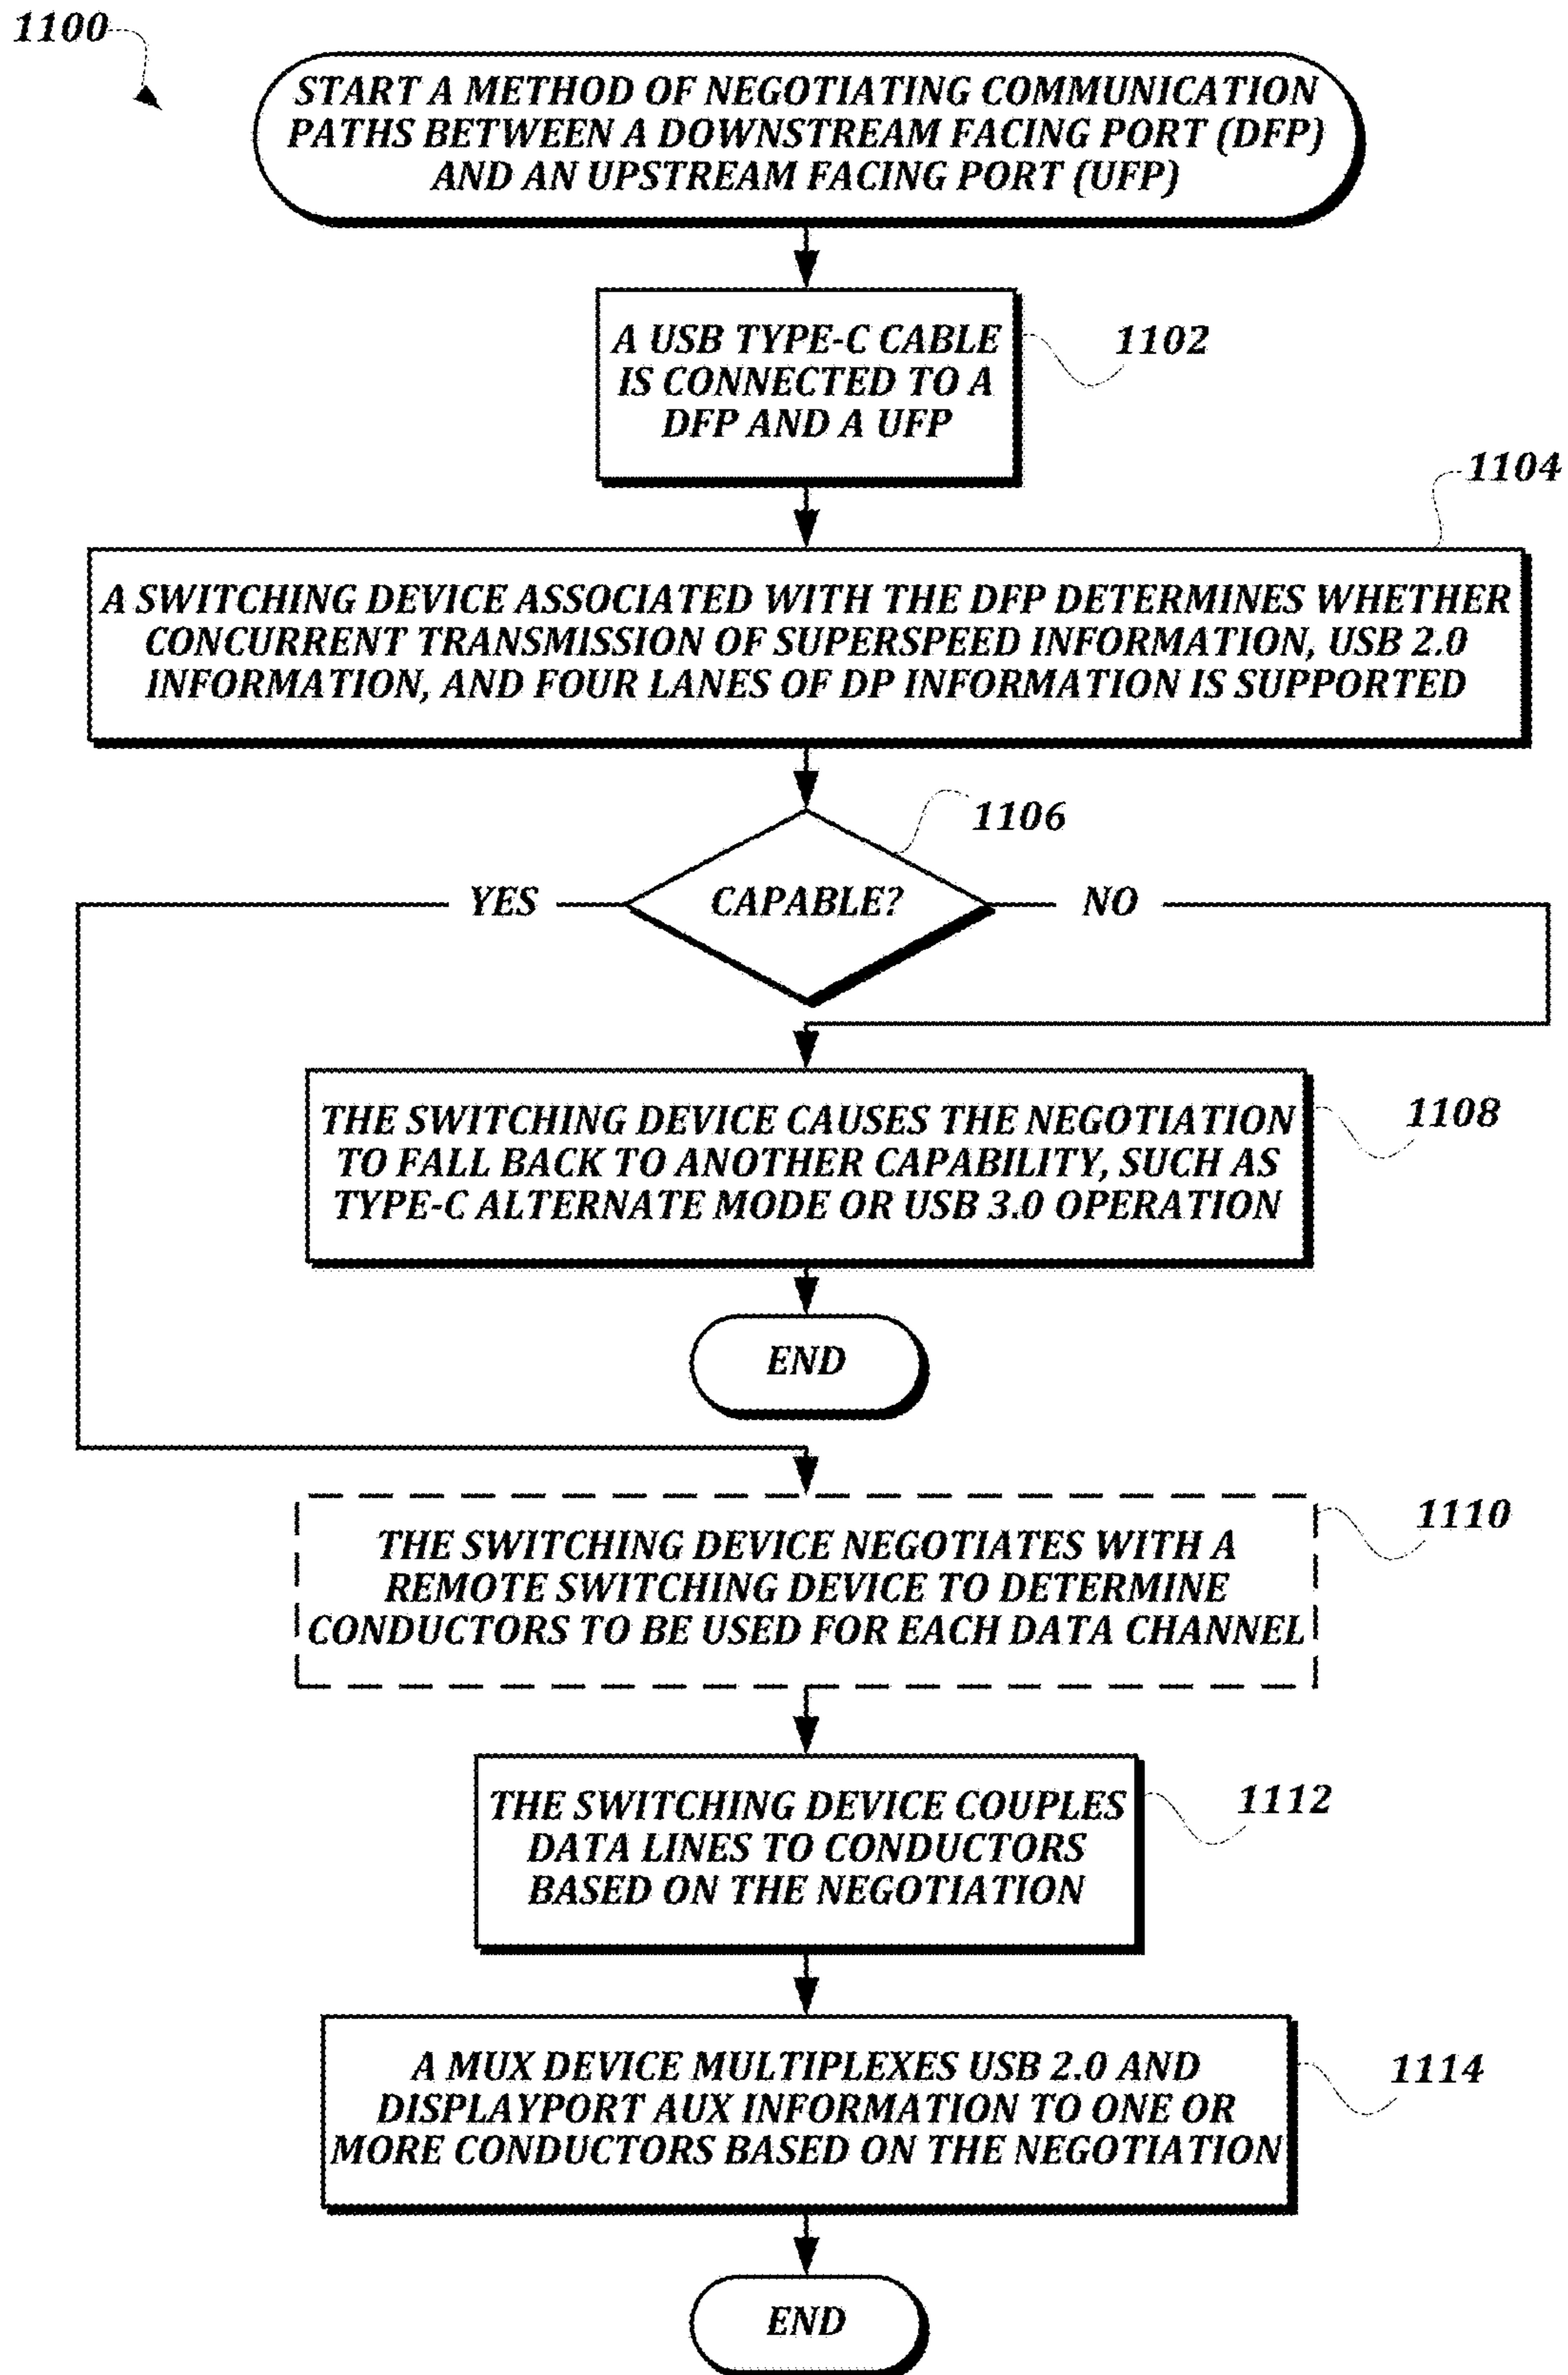 1100
START A METHOD OF NEGOTIATING COMMUNICATION
PATHS BETWEEN A DOWNSTREAM FACING PORT (DFP)
AND AN UPSTREAM FACING PORT (UFP)
A USB TYPE-C CABLE
IS CONNECTED TO A
DFP AND A UFP
1102
1104
A SWITCHING DEVICE ASSOCIATED WITH THE DFP DETERMINES WHETHER
CONCURRENT TRANSMISSION OF SUPERSPEED INFORMATION, USB 2.0
INFORMATION, AND FOUR LANES OF DP INFORMATION IS SUPPORTED
1106
YES
CAPABLE?
NO
THE SWITCHING DEVICE CAUSES THE NEGOTIATION
TO FALL BACK TO ANOTHER CAPABILITY, SUCH AS
TYPE-C ALTERNATE MODE OR USB 3.0 OPERATION
1108
END
THE SWITCHING DEVICE NEGOTIATES WITH A
REMOTE SWITCHING DEVICE TO DETERMINE
CONDUCTORS TO BE USED FOR EACH DATA CHANNEL
1110
THE SWITCHING DEVICE COUPLES
DATA LINES TO CONDUCTORS
BASED ON THE NEGOTIATION
1112
A MUX DEVICE MULTIPLEXES USB 2.0 AND
DISPLAYPORT AUX INFORMATION TO ONE OR
MORE CONDUCTORS BASED ON THE NEGOTIATION
1114
END